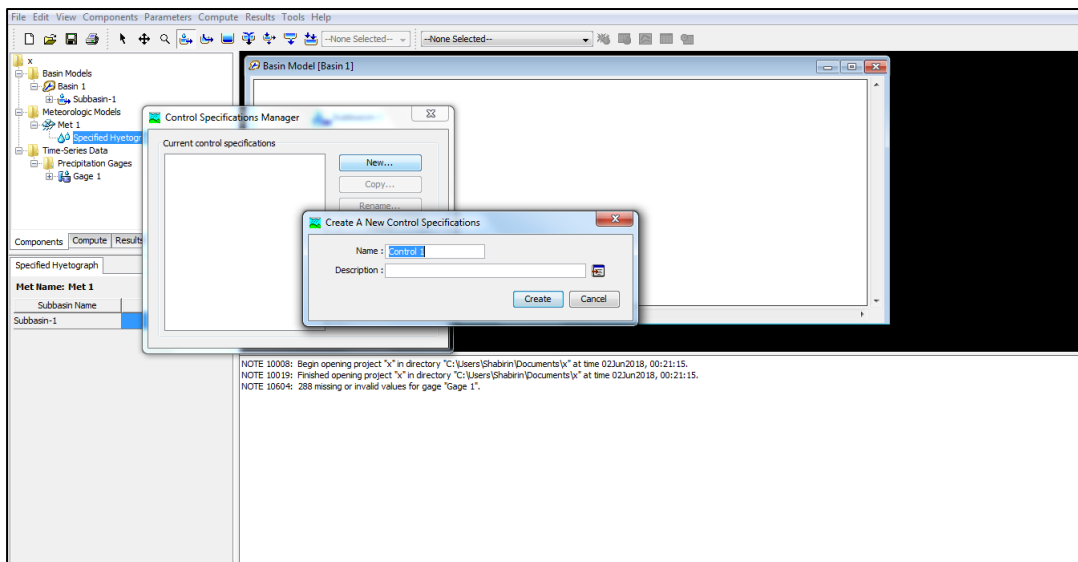 File Edit View Components Parameters Compute Results Tools Help
--None Selected-- --None Selected--
x
Basin Models
Basin 1
Subbasin-1
Meteorologic Models
Met 1
Specified Hyetogr
Time-Series Data
Precipitation Gages
Gage 1
Components Compute Results
Specified Hyetograph
Met Name: Met 1
Subbasin Name
Subbasin-1
Basin Model [Basin 1]
Control Specifications Manager
Current control specifications
New...
Copy...
Rename...
Create A New Control Specifications
Name : Control 1
Description :
Create Cancel
NOTE 10008: Begin opening project "x" in directory "C:\Users\Shabirin\Documents\x" at time 02Jun2018, 00:21:15.
NOTE 10019: Finished opening project "x" in directory "C:\Users\Shabirin\Documents\x" at time 02Jun2018, 00:21:15.
NOTE 10604: 288 missing or invalid values for gage "Gage 1".